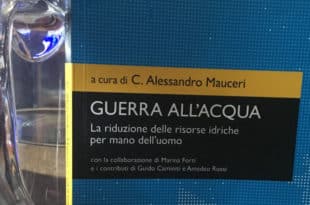 a cura di C. Alessandro Mauceri
GUERRA ALL'ACQUA
La riduzione delle risorse idriche
per mano dell'uomo
con la collaborazione di Marina Forti
e i contributi di Guido Caminti e Amedeo Rossi